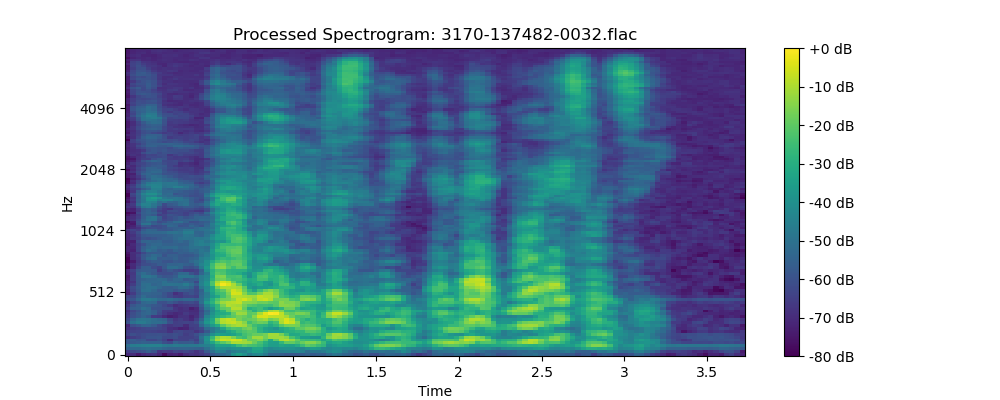 Processed Spectrogram: 3170-137482-0032.flac
Hz
4096
2048
1024
512
0
0
0.5
1
1.5
2
2.5
3
3.5
Time
+0 dB
-10 dB
-20 dB
-30 dB
-40 dB
-50 dB
-60 dB
-70 dB
-80 dB